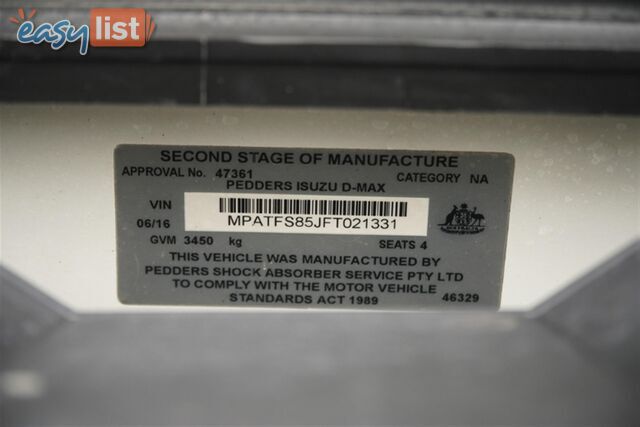 easy list
SECOND STAGE OF MANUFACTURE
APPROVAL No. 47361 CATEGORY NA
PEDDERS ISUZU D-MAX
VIN
MPATFS85JFT021331
06/16
GVM 3450 kg SEATS 4
THIS VEHICLE WAS MANUFACTURED BY
PEDDERS SHOCK ABSORBER SERVICE PTY LTD
TO COMPLY WITH THE MOTOR VEHICLE
STANDARDS ACT 1989 46329